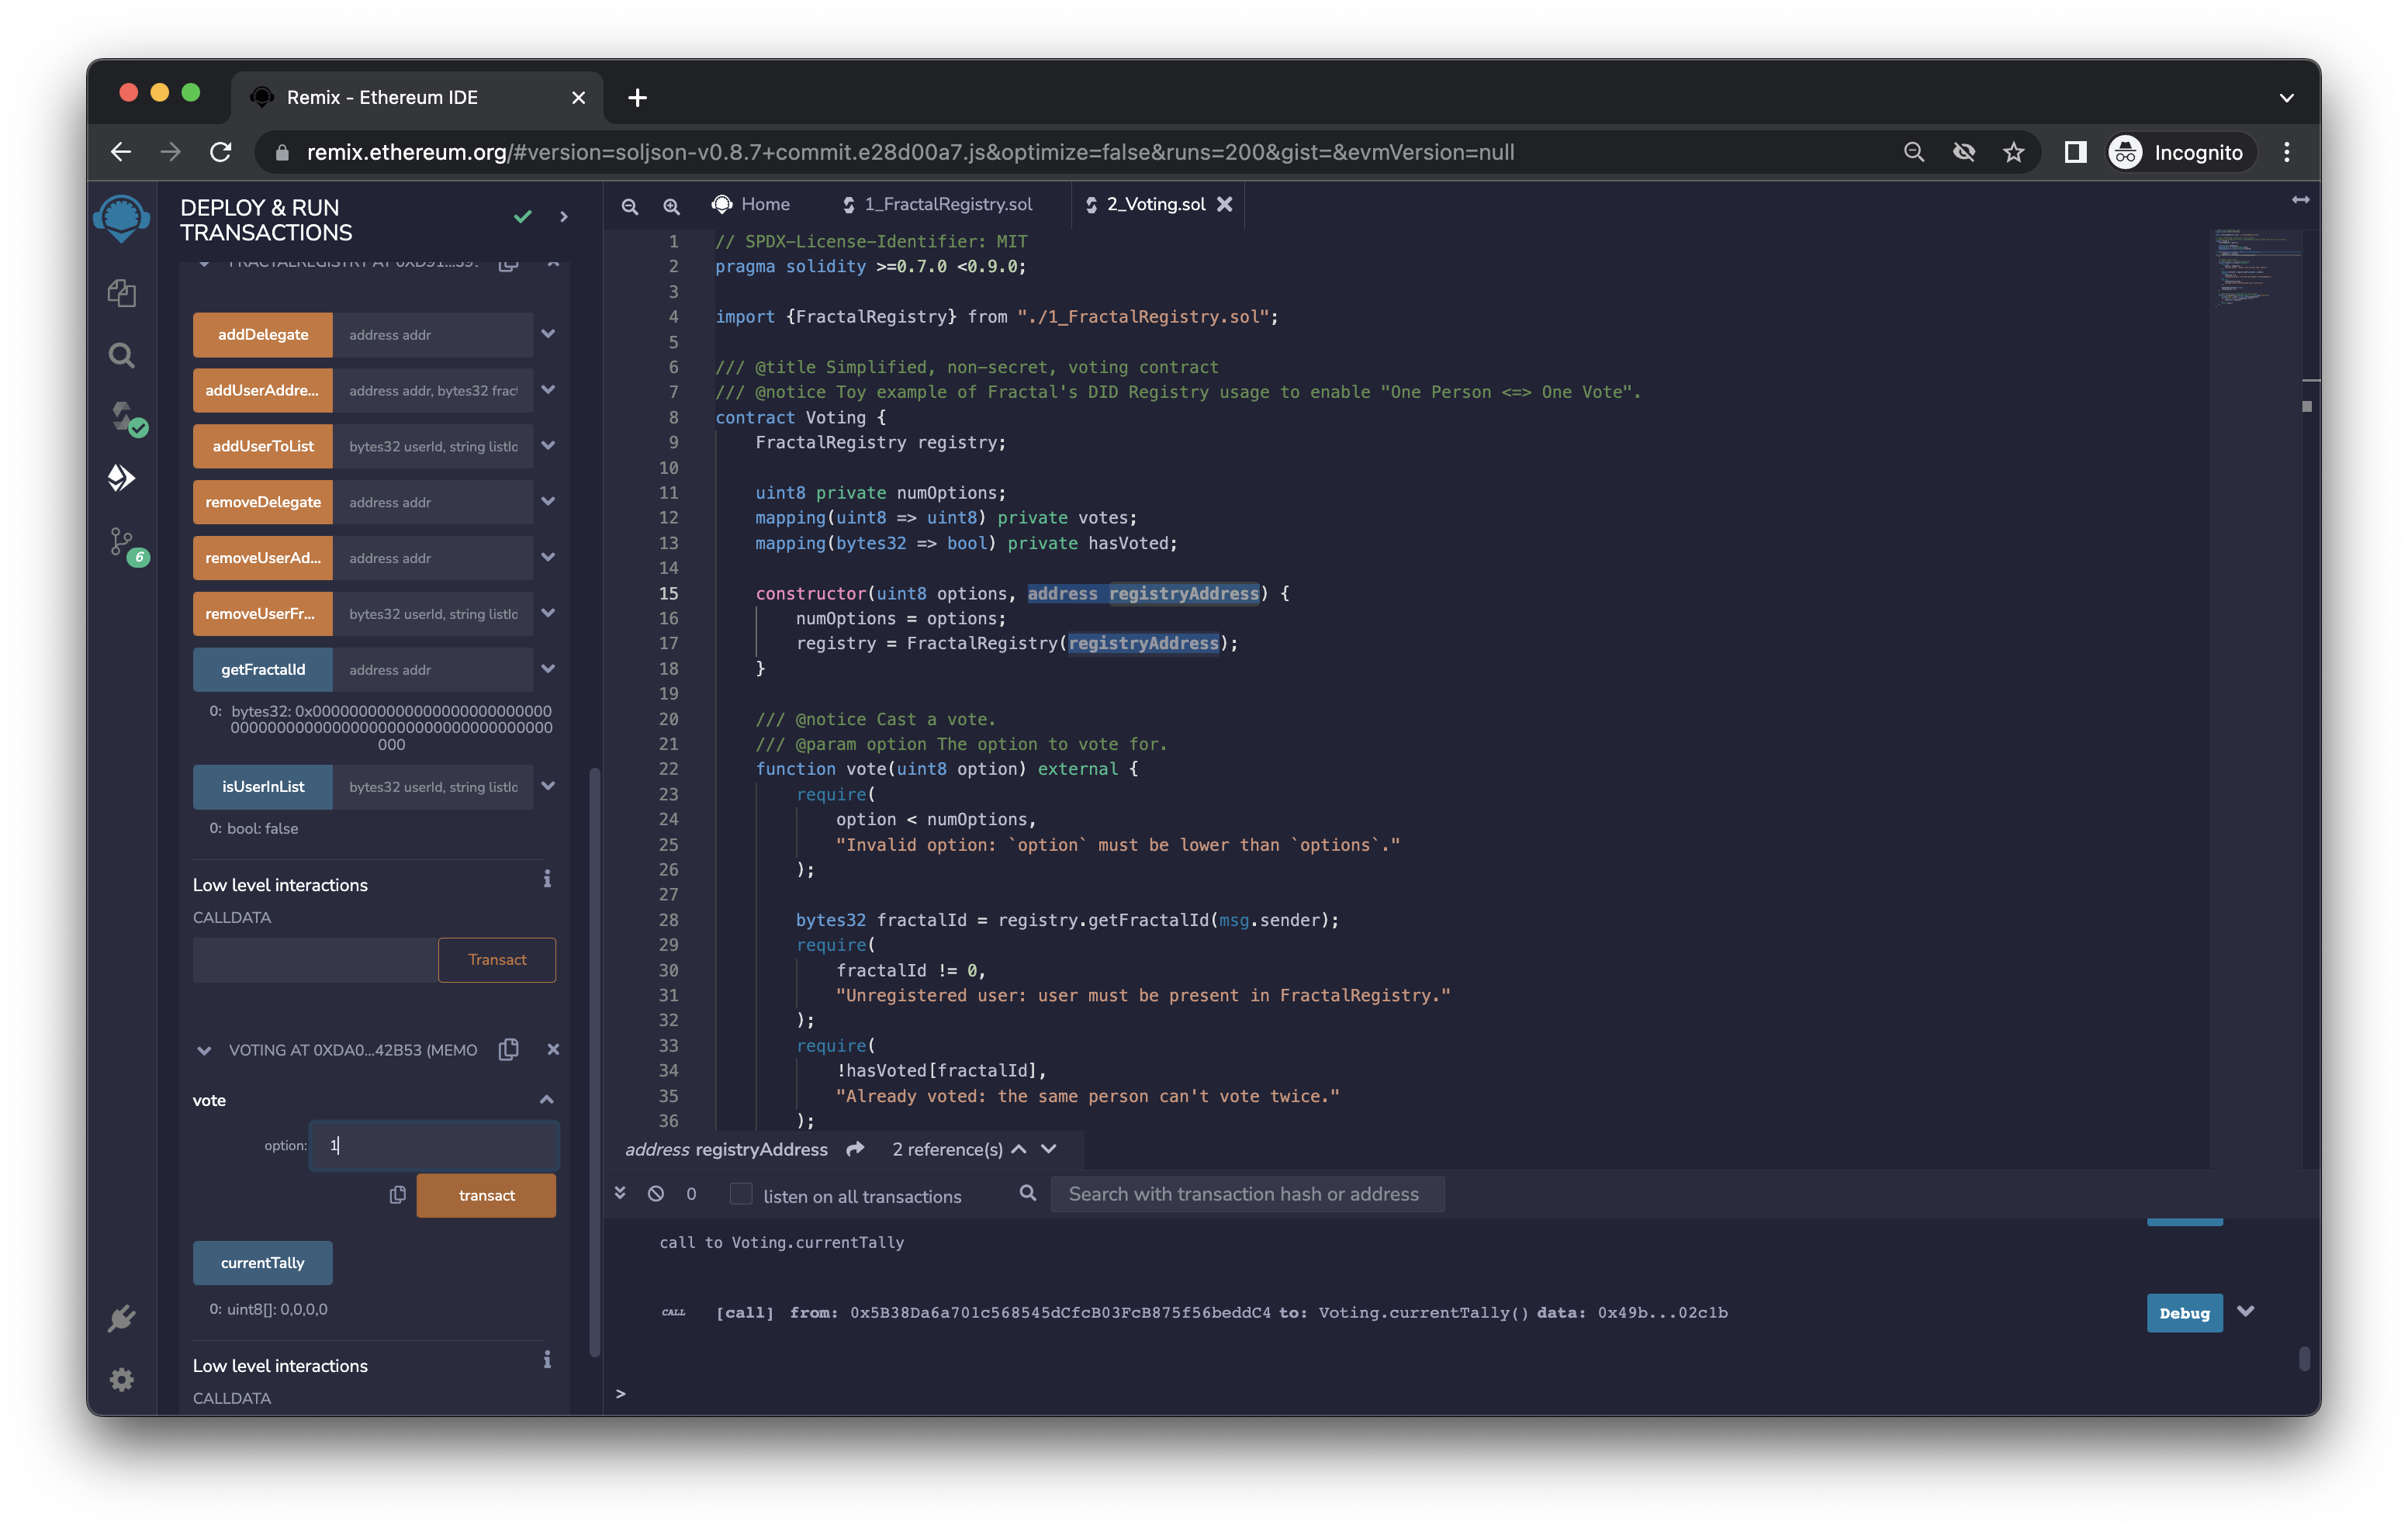 Remix - Ethereum IDE
remix.ethereum.org/#version=soljson-v0.8.7+commit.e28d00a7.js&optimize=false&runs=200&gist=&evmVersion=null
Incognito
DEPLOY & RUN
TRANSACTIONS
FRACTALREGISTRY AT 0XD91...39:
addDelegate address addr
addUserAddre... address addr, bytes32 fract
addUserToList bytes32 userId, string listId
removeDelegate address addr
removeUserAd... address addr
removeUserFr... bytes32 userId, string listId
getFractalId address addr
0: bytes32: 0x00000000000000000000000000
00000000000000000000000000000000000
000
isUserInList bytes32 userId, string listId
0: bool: false
Low level interactions
CALLDATA
Transact
VOTING AT 0XDA0...42B53 (MEMO
vote
option: 1
transact
currentTally
0: uint8[]: 0,0,0,0
Low level interactions
CALLDATA
6
Home 1_FractalRegistry.sol 2_Voting.sol
1 // SPDX-License-Identifier: MIT
2 pragma solidity >=0.7.0 <0.9.0;
3
4 import {FractalRegistry} from "./1_FractalRegistry.sol";
5
6 /// @title Simplified, non-secret, voting contract
7 /// @notice Toy example of Fractal's DID Registry usage to enable "One Person <=> One Vote".
8 contract Voting {
9 FractalRegistry registry;
10
11 uint8 private numOptions;
12 mapping(uint8 => uint8) private votes;
13 mapping(bytes32 => bool) private hasVoted;
14
15 constructor(uint8 options, address registryAddress) {
16 numOptions = options;
17 registry = FractalRegistry(registryAddress);
18 }
19
20 /// @notice Cast a vote.
21 /// @param option The option to vote for.
22 function vote(uint8 option) external {
23 require(
24 option < numOptions,
25 "Invalid option: `option` must be lower than `options`."
26 );
27
28 bytes32 fractalId = registry.getFractalId(msg.sender);
29 require(
30 fractalId != 0,
31 "Unregistered user: user must be present in FractalRegistry."
32 );
33 require(
34 !hasVoted[fractalId],
35 "Already voted: the same person can't vote twice."
36 );
address registryAddress 2 reference(s)
0 listen on all transactions Search with transaction hash or address
call to Voting.currentTally
CALL [call] from: 0x5B38Da6a701c568545dCfcB03FcB875f56beddC4 to: Voting.currentTally() data: 0x49b...02c1b Debug
>